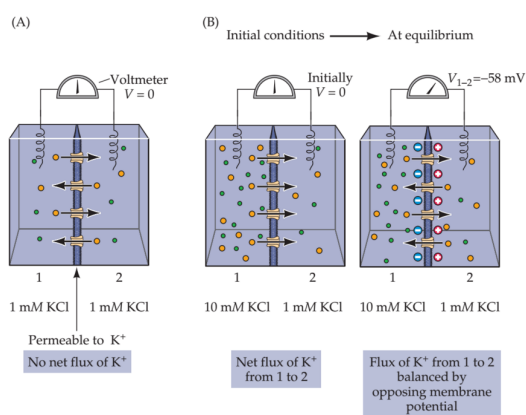 (A)
(B)
Initial conditions
At equilibrium
Voltmeter
V = 0
Initially
V = 0
V1–2=–58 mV
1
2
1 mM KCl
1 mM KCl
1
2
10 mM KCl
1 mM KCl
1
2
10 mM KCl
1 mM KCl
Permeable to K+
No net flux of K+
Net flux of K+
from 1 to 2
Flux of K+ from 1 to 2
balanced by
opposing membrane
potential